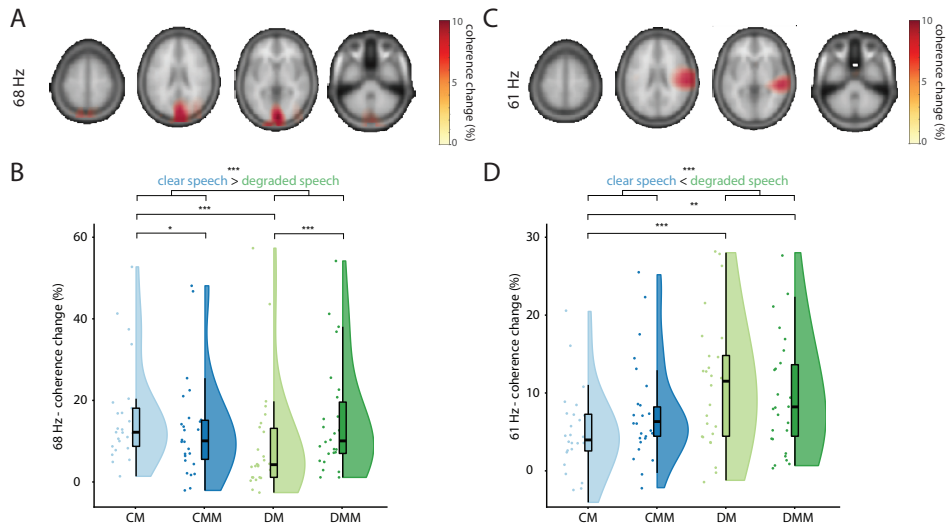 A
68 Hz
10
5
0
coherence change (%)
C
61 Hz
10
5
0
coherence change (%)
B
***
clear speech > degraded speech
***
*
***
68 Hz - coherence change (%)
60
40
20
0
CM
CMM
DM
DMM
D
***
clear speech < degraded speech
**
***
61 Hz - coherence change (%)
30
20
10
0
CM
CMM
DM
DMM